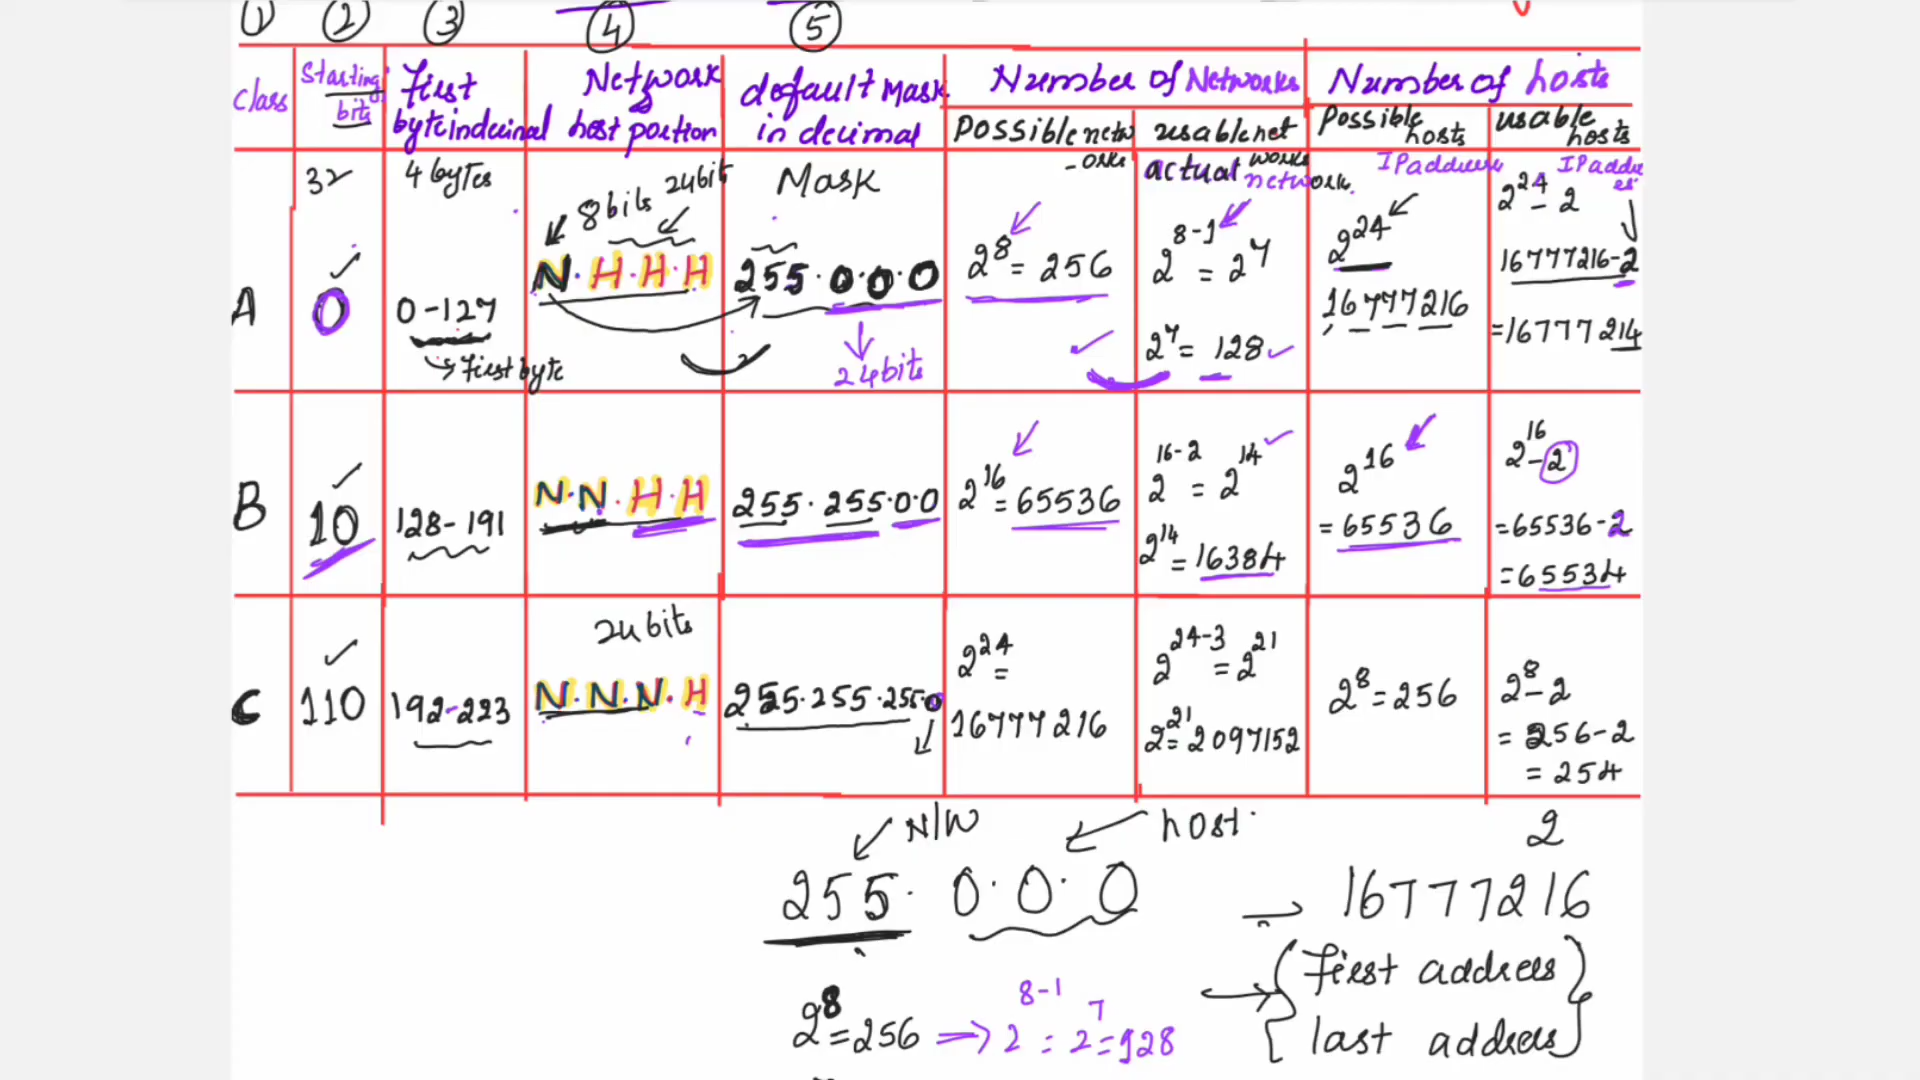 1 2 3 4 5
class
Starting bits
first byte in decimal
Network & host portion
default Mask in decimal
Number of Networks
Possible netw-orks
usable net works
actual network
Number of hosts
Possible hosts
IP address
usable hosts
IP addresses
32
4 bytes
8 bits 24 bit
Mask
A
0
0-127
→ first byte
N.H.H.H
255.0.0.0
24 bits
2^8 = 256
2^8-1 = 2^7
2^7 = 128
2^24
16777216
2^24 - 2
16777216-2
=16777214
B
10
128-191
N.N.H.H
255.255.0.0
2^16 = 65536
2^16-2 = 2^14
2^14 = 16384
2^16
= 65536
2^16 - 2
=65536-2
=65534
C
110
192-223
24 bits
N.N.N.H
255.255.255.0
2^24 =
16777216
2^24-3 = 2^21
2^21 = 2097152
2^8 = 256
2^8 - 2
= 256-2
= 254
N/W host.
2
255.0.0.0
16777216
(first address)
{last address}
2^8 = 256 ⇒ 2^8-1 = 2^7 = 128